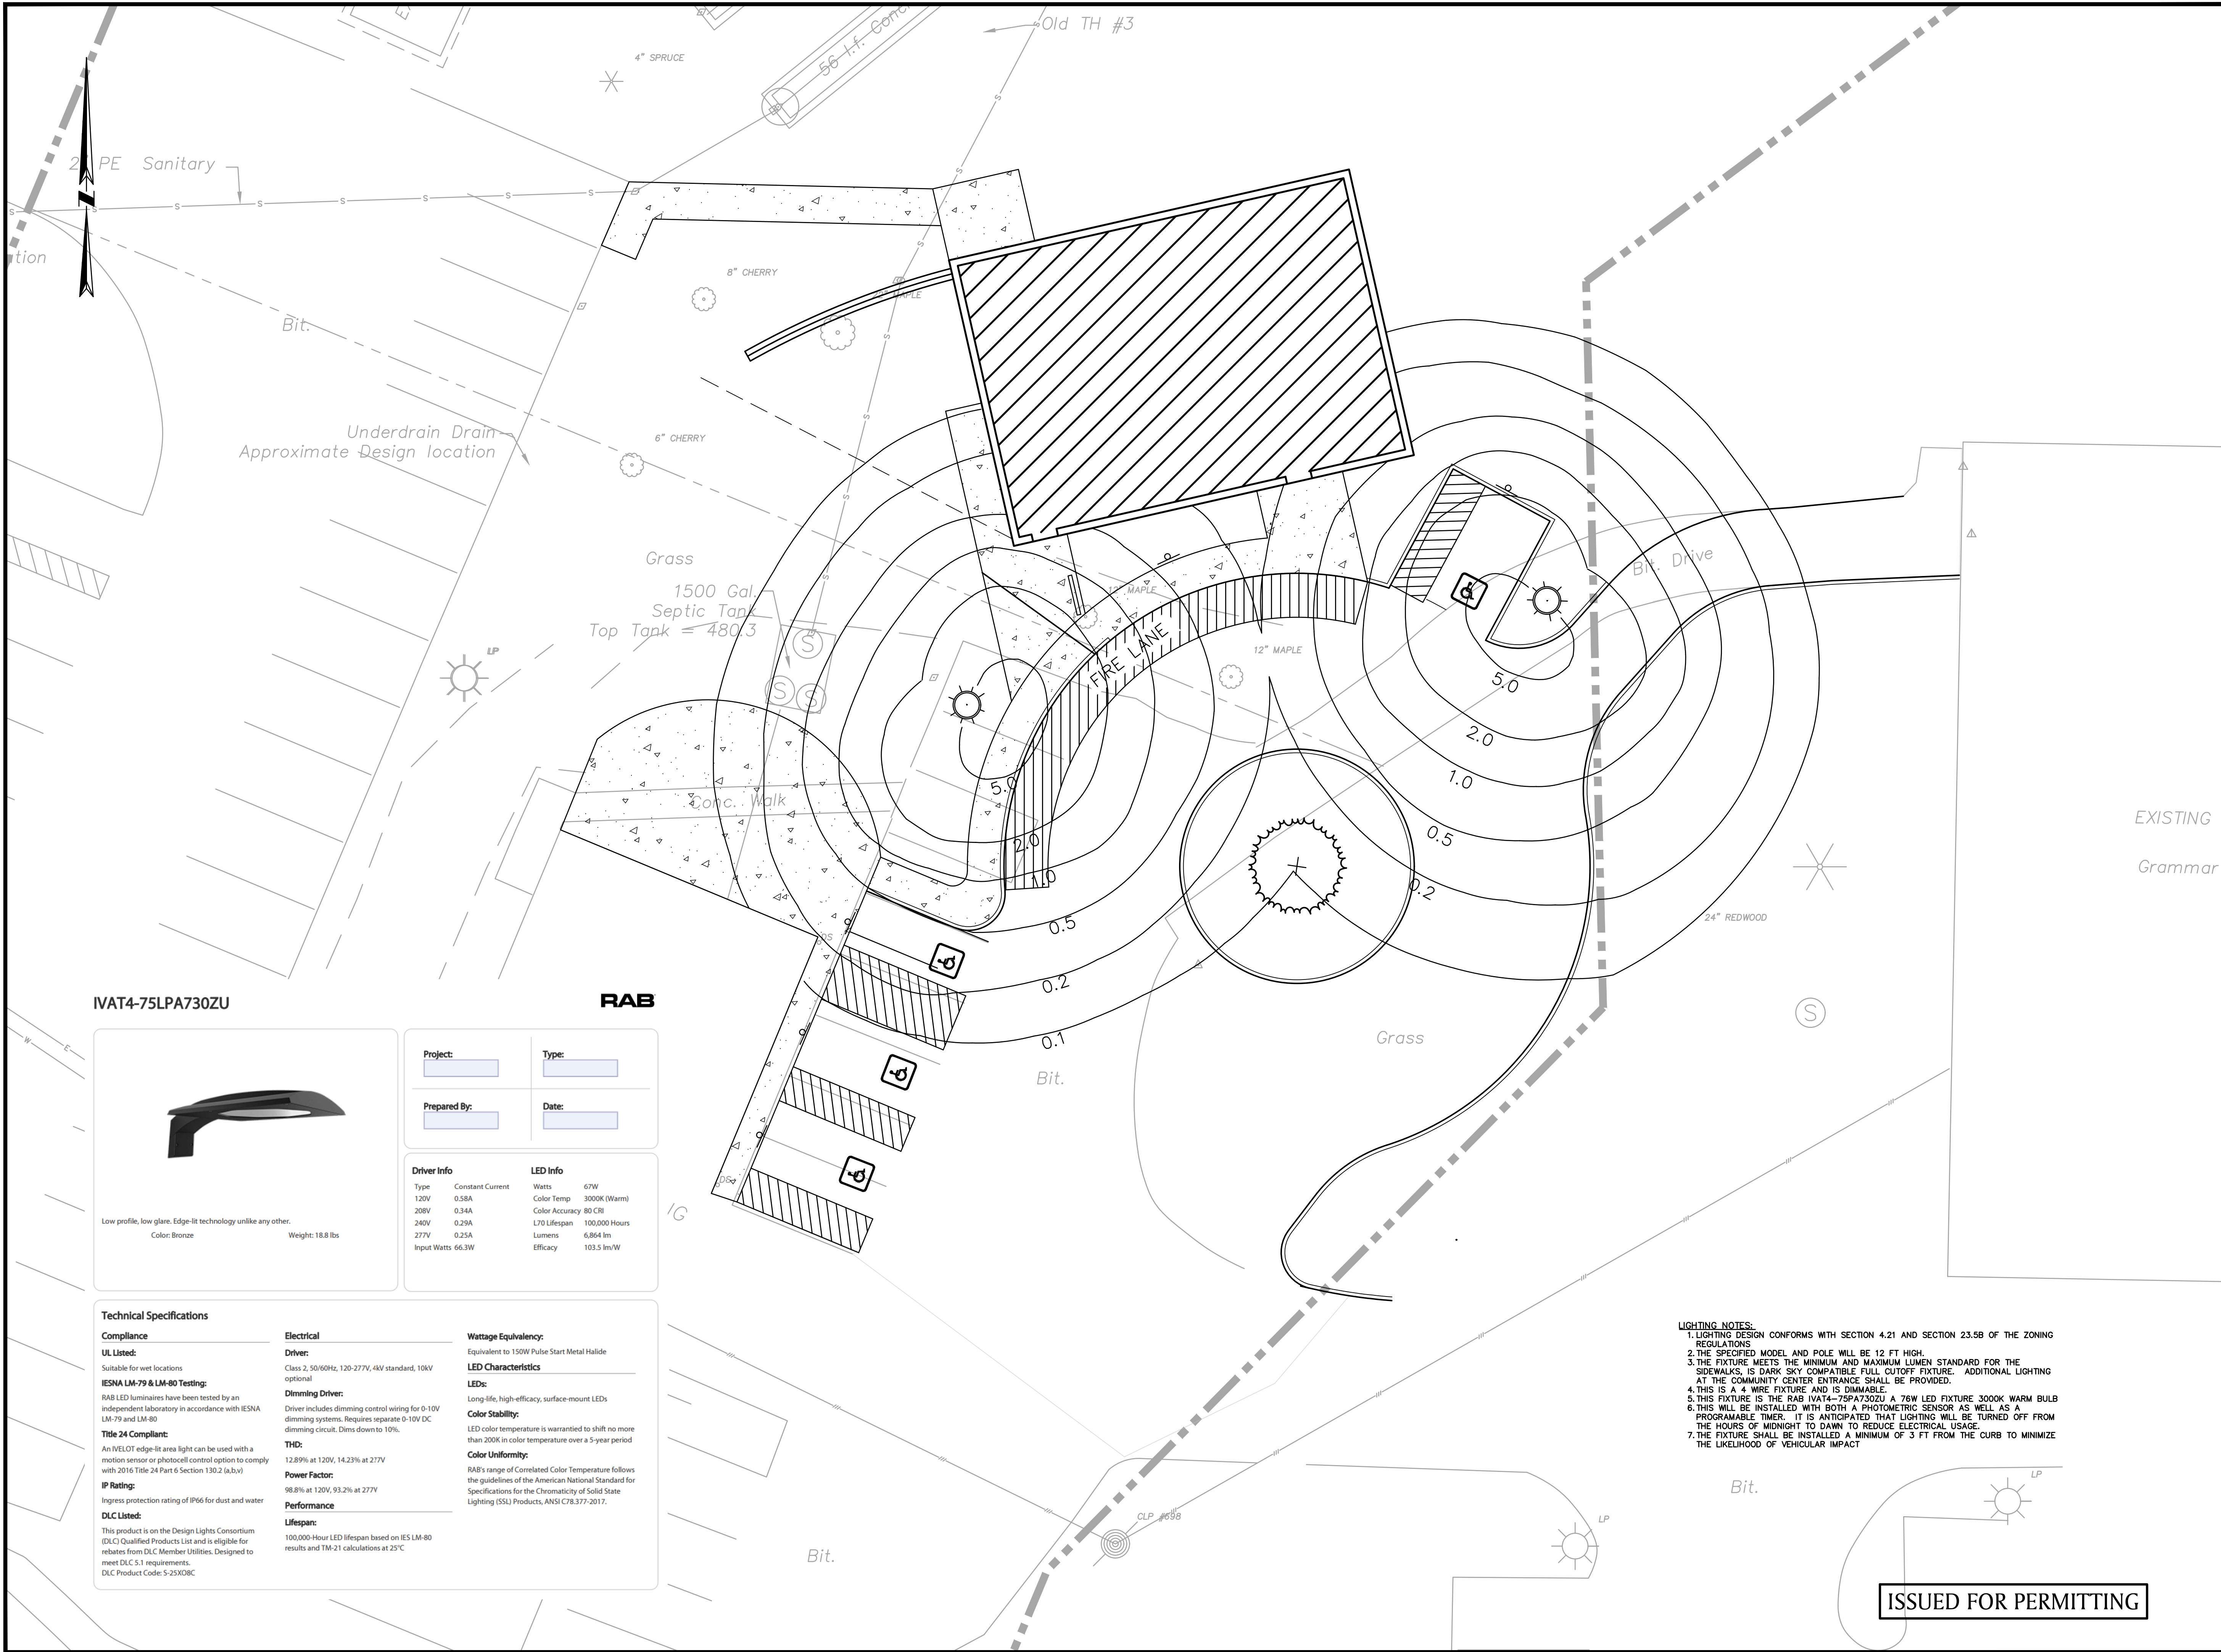 Old TH #3
56 l.f. Conc.
4" SPRUCE
2" PE Sanitary
N
tion
8" CHERRY
MAPLE
Bit.
Underdrain Drain
Approximate Design location
6" CHERRY
Grass
1500 Gal.
Septic Tank
Top Tank = 480.3
LP
12" MAPLE
FIRE LANE
12" MAPLE
Bit. Drive
5.0
2.0
1.0
0.5
0.2
5.0
2.0
1.0
0.5
0.2
0.1
Conc. Walk
S
S
S
DS
DS
EXISTING
Grammar
24" REDWOOD
S
Grass
Bit.
IG
W
E
IVAT4-75LPA730ZU
RAB
Low profile, low glare. Edge-lit technology unlike any other.
Color: Bronze Weight: 18.8 lbs
Project: Type:
Prepared By: Date:
Driver Info LED Info
Type Constant Current Watts 67W
120V 0.58A Color Temp 3000K (Warm)
208V 0.34A Color Accuracy 80 CRI
240V 0.29A L70 Lifespan 100,000 Hours
277V 0.25A Lumens 6,864 lm
Input Watts 66.3W Efficacy 103.5 lm/W
Technical Specifications
Compliance
UL Listed:
Suitable for wet locations
IESNA LM-79 & LM-80 Testing:
RAB LED luminaires have been tested by an
independent laboratory in accordance with IESNA
LM-79 and LM-80
Title 24 Compliant:
An IVELOT edge-lit area light can be used with a
motion sensor or photocell control option to comply
with 2016 Title 24 Part 6 Section 130.2 (a,b,v)
IP Rating:
Ingress protection rating of IP66 for dust and water
DLC Listed:
This product is on the Design Lights Consortium
(DLC) Qualified Products List and is eligible for
rebates from DLC Member Utilities. Designed to
meet DLC 5.1 requirements.
DLC Product Code: S-25XO8C
Electrical
Driver:
Class 2, 50/60Hz, 120-277V, 4kV standard, 10kV
optional
Dimming Driver:
Driver includes dimming control wiring for 0-10V
dimming systems. Requires separate 0-10V DC
dimming circuit. Dims down to 10%.
THD:
12.89% at 120V, 14.23% at 277V
Power Factor:
98.8% at 120V, 93.2% at 277V
Performance
Lifespan:
100,000-Hour LED lifespan based on IES LM-80
results and TM-21 calculations at 25°C
Wattage Equivalency:
Equivalent to 150W Pulse Start Metal Halide
LED Characteristics
LEDs:
Long-life, high-efficacy, surface-mount LEDs
Color Stability:
LED color temperature is warrantied to shift no more
than 200K in color temperature over a 5-year period
Color Uniformity:
RAB's range of Correlated Color Temperature follows
the guidelines of the American National Standard for
Specifications for the Chromaticity of Solid State
Lighting (SSL) Products, ANSI C78.377-2017.
LIGHTING NOTES:
1. LIGHTING DESIGN CONFORMS WITH SECTION 4.21 AND SECTION 23.5B OF THE ZONING
REGULATIONS
2. THE SPECIFIED MODEL AND POLE WILL BE 12 FT HIGH.
3. THE FIXTURE MEETS THE MINIMUM AND MAXIMUM LUMEN STANDARD FOR THE
SIDEWALKS, IS DARK SKY COMPATIBLE FULL CUTOFF FIXTURE. ADDITIONAL LIGHTING
AT THE COMMUNITY CENTER ENTRANCE SHALL BE PROVIDED.
4. THIS IS A 4 WIRE FIXTURE AND IS DIMMABLE.
5. THIS FIXTURE IS THE RAB IVAT4-75PA730ZU A 76W LED FIXTURE 3000K WARM BULB
6. THIS WILL BE INSTALLED WITH BOTH A PHOTOMETRIC SENSOR AS WELL AS A
PROGRAMABLE TIMER. IT IS ANTICIPATED THAT LIGHTING WILL BE TURNED OFF FROM
THE HOURS OF MIDNIGHT TO DAWN TO REDUCE ELECTRICAL USAGE.
7. THE FIXTURE SHALL BE INSTALLED A MINIMUM OF 3 FT FROM THE CURB TO MINIMIZE
THE LIKELIHOOD OF VEHICULAR IMPACT
CLP #698
LP
LP
Bit.
Bit.
ISSUED FOR PERMITTING